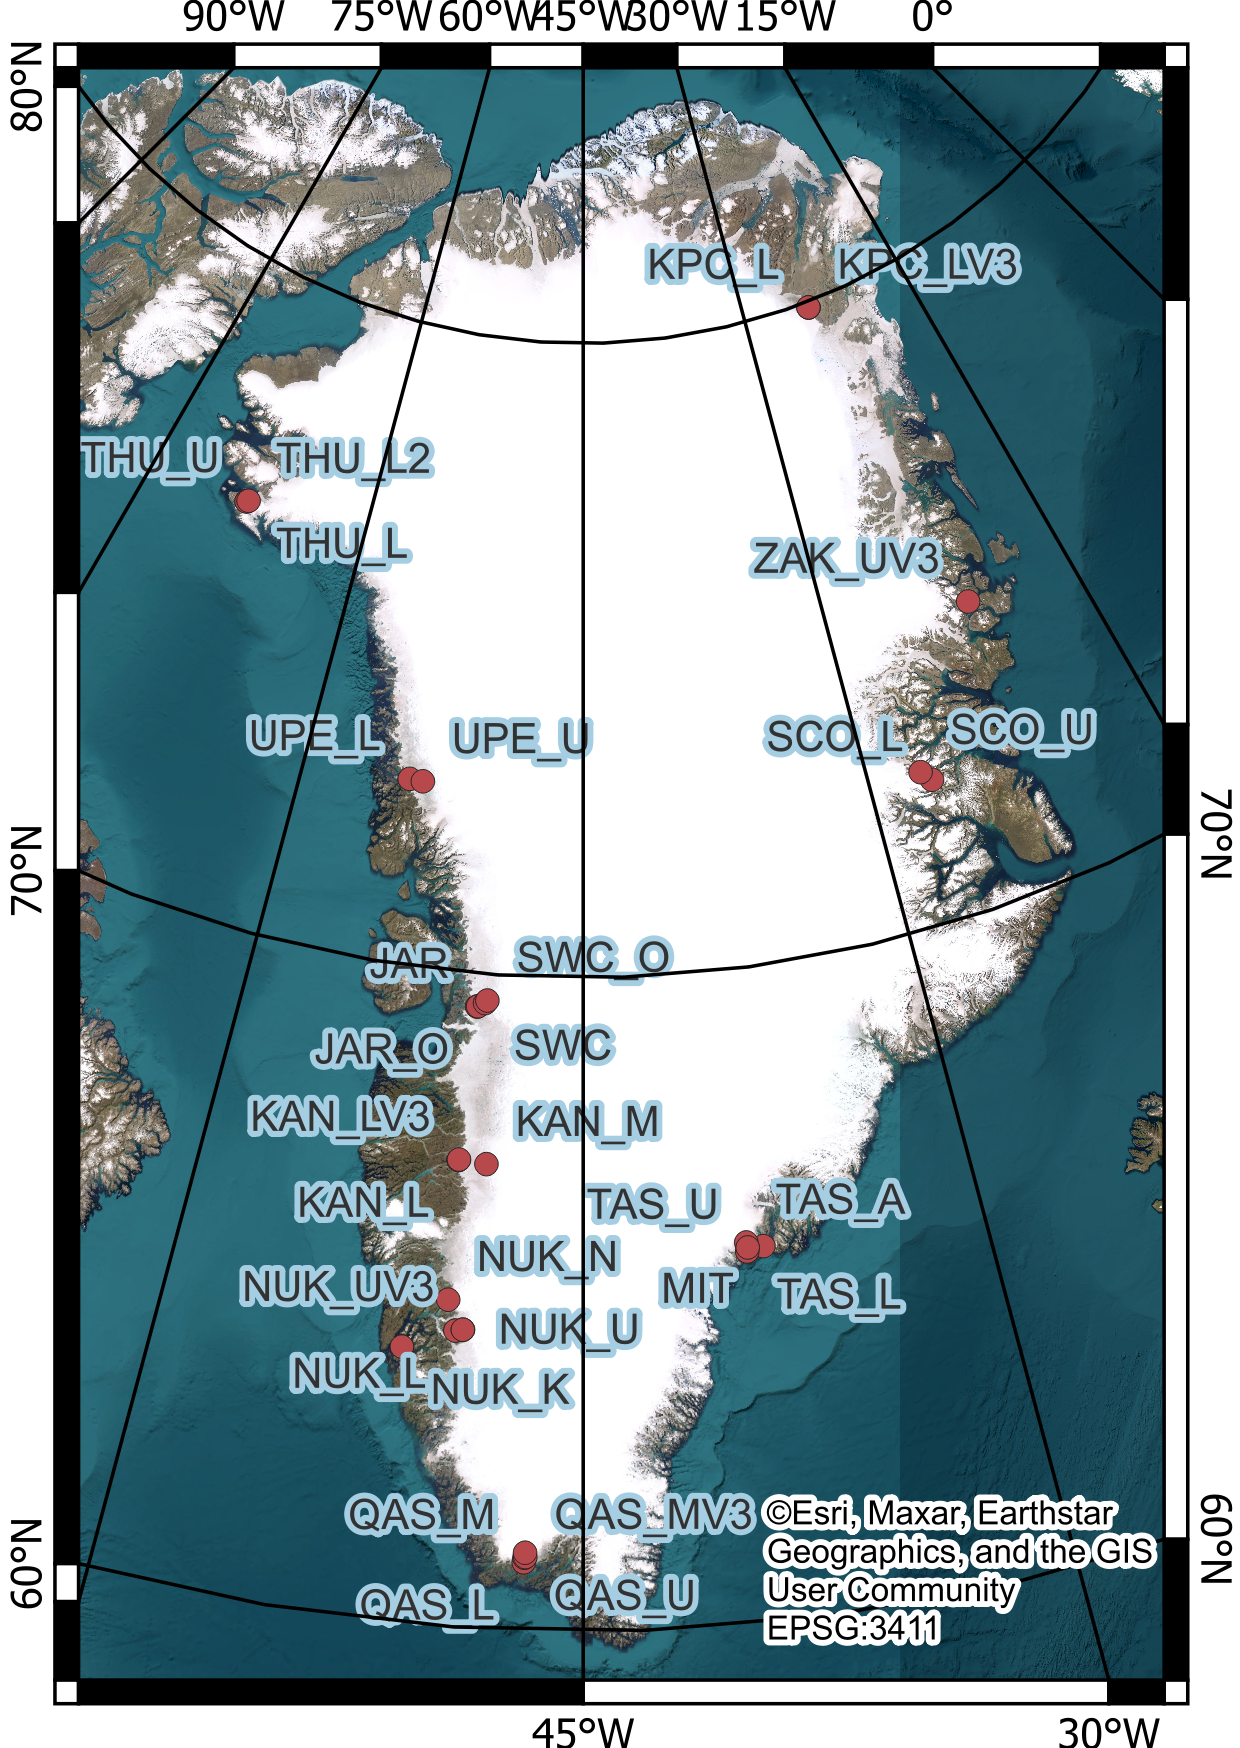 90°W 75°W 60°W 45°W 30°W 15°W 0°
80°N
KPC_L KPC_LV3
THU_U THU_L2
THU_L
ZAK_UV3
UPE_L UPE_U SCO_L SCO_U
70°N 70°N
JAR SWC_O
JAR_O SWC
KAN_LV3 KAN_M
KAN_L TAS_U TAS_A
NUK_UV3 NUK_N MIT TAS_L
NUK_U
NUK_L NUK_K
QAS_M QAS_MV3
QAS_L QAS_U
60°N 60°N
©Esri, Maxar, Earthstar
Geographics, and the GIS
User Community
EPSG:3411
45°W 30°W